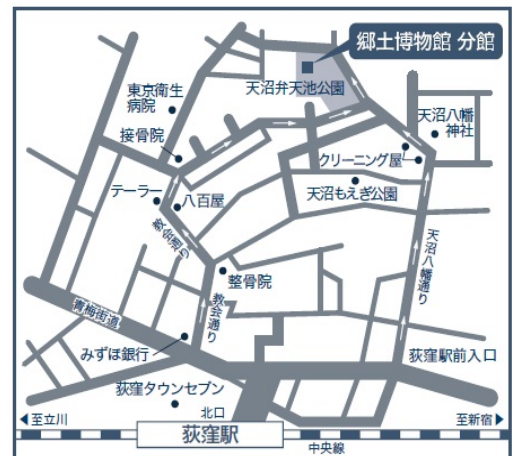 郷土博物館 分館
天沼弁天池公園
東京衛生
病院
天沼八幡
神社
接骨院
クリーニング屋
テーラー
八百屋
天沼もえぎ公園
教会通り
天沼八幡通り
整骨院
教会通り
青梅街道
みずほ銀行
荻窪駅前入口
荻窪タウンセブン
北口
至立川
至新宿
荻窪駅
中央線